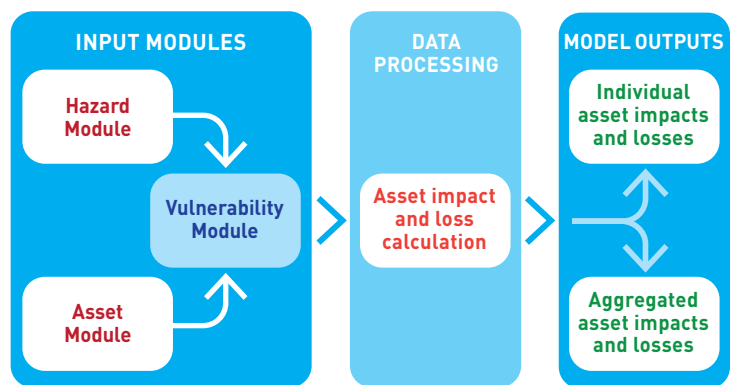 INPUT MODULES
Hazard
Module
Vulnerability
Module
Asset
Module
DATA
PROCESSING
Asset impact
and loss
calculation
MODEL OUTPUTS
Individual
asset impacts
and losses
Aggregated
asset impacts
and losses